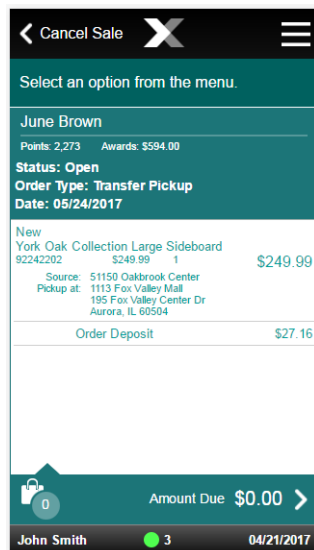 Cancel Sale
Select an option from the menu.
June Brown
Points: 2,273 Awards: $594.00
Status: Open
Order Type: Transfer Pickup
Date: 05/24/2017
New
York Oak Collection Large Sideboard
92242202 $249.99 1 $249.99
Source: 51150 Oakbrook Center
Pickup at: 1113 Fox Valley Mall
195 Fox Valley Center Dr
Aurora, IL 60504
Order Deposit $27.16
0 Amount Due $0.00
John Smith 3 04/21/2017